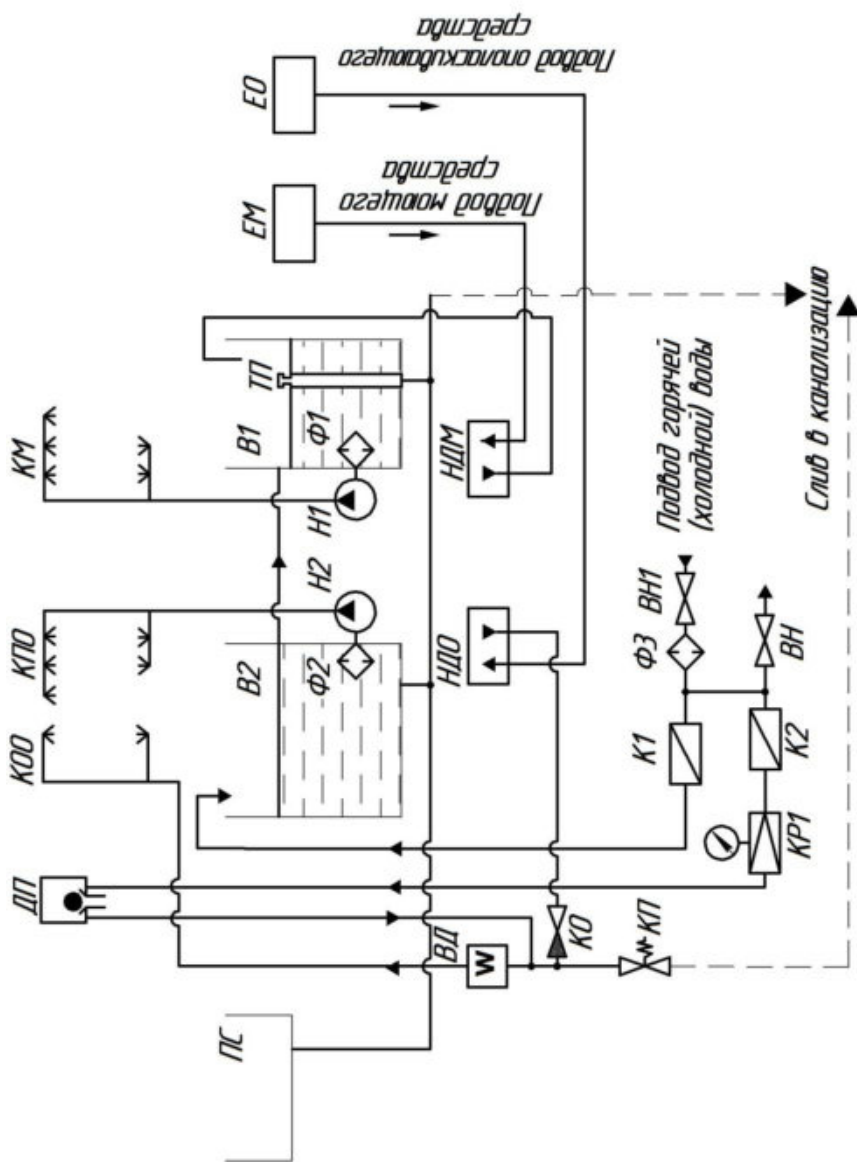 ДП
КОО
КПО
КМ
ПС
В2
В1
ТП
ЕМ
ЕО
Ф2
Н2
Н1
Ф1
Подвод моющего
средства
Подвод ополаскивающего
средства
ВД
W
НДО
НДМ
КО
КП
К1
Ф3
ВН1
Подвод горячей
(холодной) воды
КР1
К2
ВН
Слив в канализацию